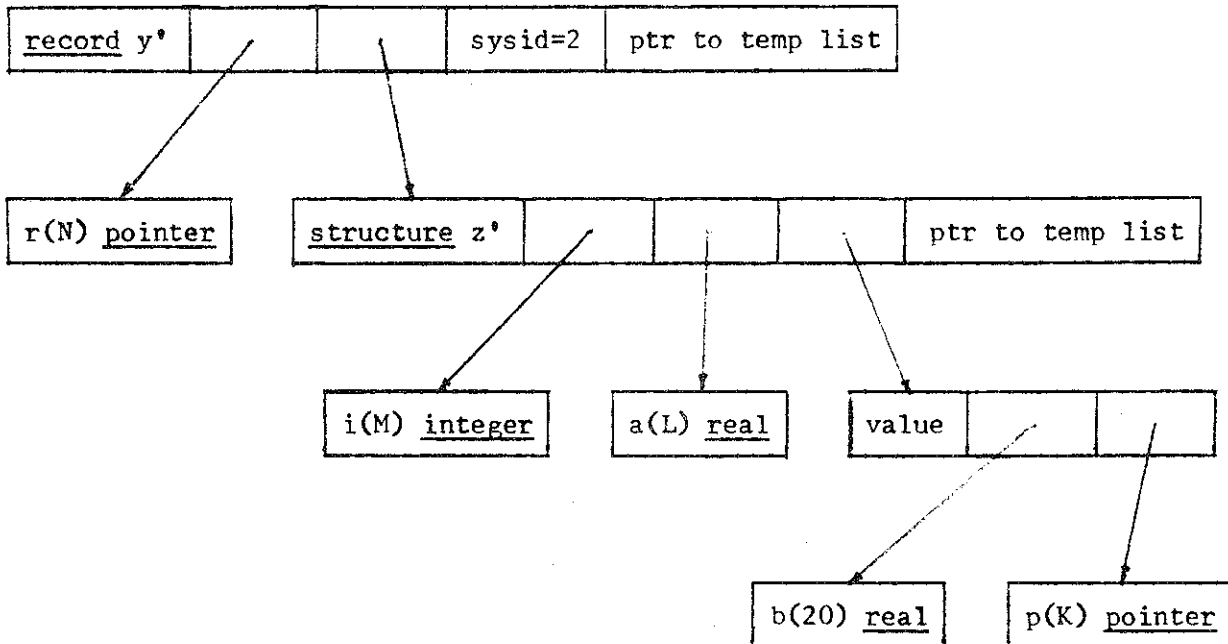 record y' sysid=2 ptr to temp list
r(N) pointer structure z' ptr to temp list
i(M) integer a(L) real value
b(20) real p(K) pointer